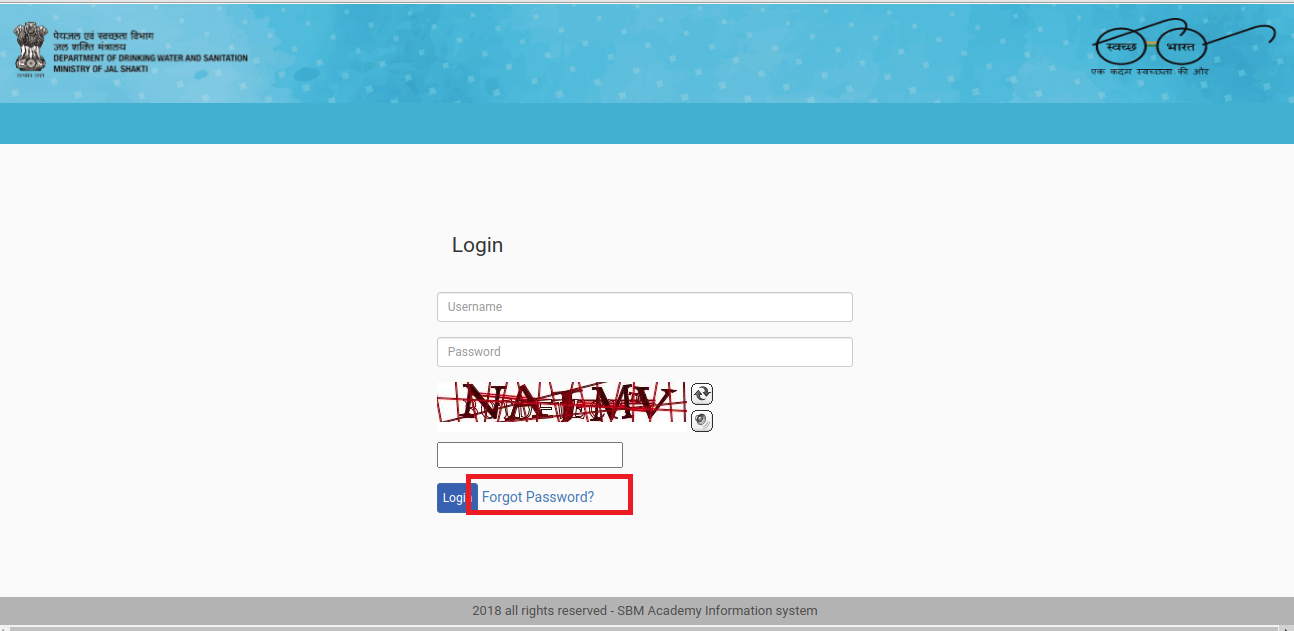 पेयजल एवं स्वच्छता विभाग
जल शक्ति मंत्रालय
DEPARTMENT OF DRINKING WATER AND SANITATION
MINISTRY OF JAL SHAKTI
स्वच्छ भारत
एक कदम स्वच्छता की ओर
Login
Username
Password
Login Forgot Password?
2018 all rights reserved - SBM Academy Information system